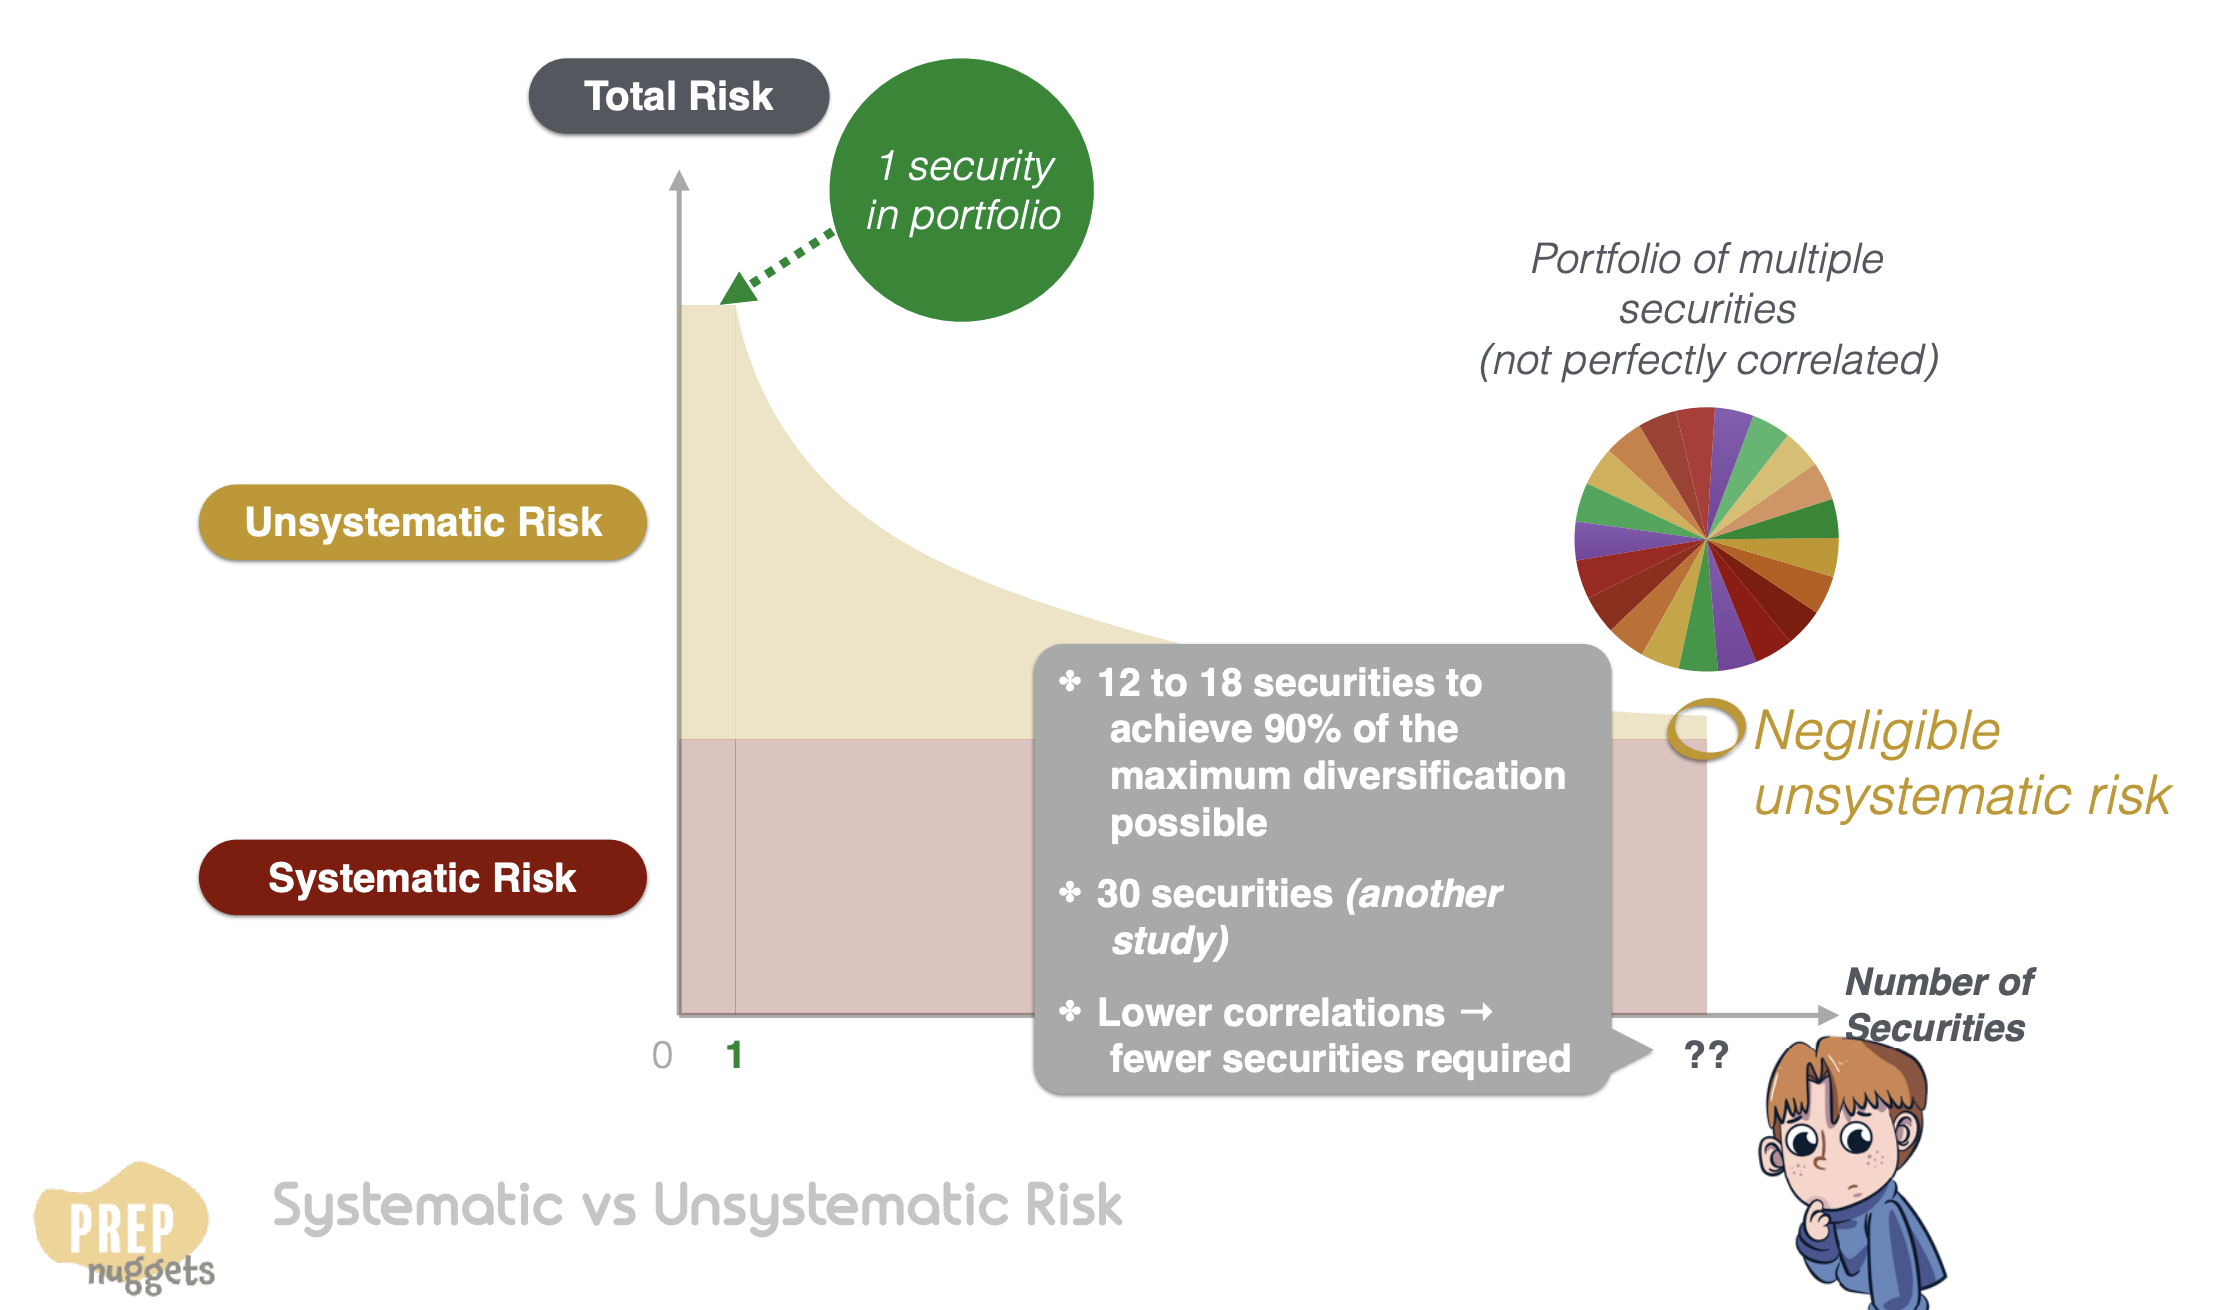 Total Risk
1 security
in portfolio
Portfolio of multiple
securities
(not perfectly correlated)
Unsystematic Risk
✤ 12 to 18 securities to
achieve 90% of the
maximum diversification
possible
✤ 30 securities (another
study)
✤ Lower correlations →
fewer securities required
Negligible
unsystematic risk
Systematic Risk
Number of
Securities
0
1
??
PREP
nuggets
Systematic vs Unsystematic Risk